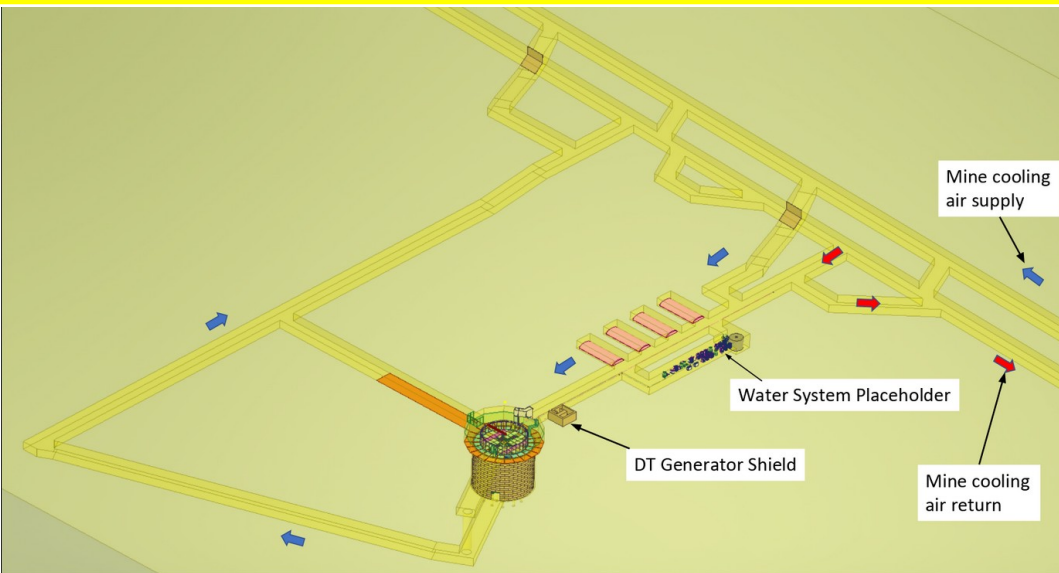 Mine cooling
air supply
Water System Placeholder
DT Generator Shield
Mine cooling
air return